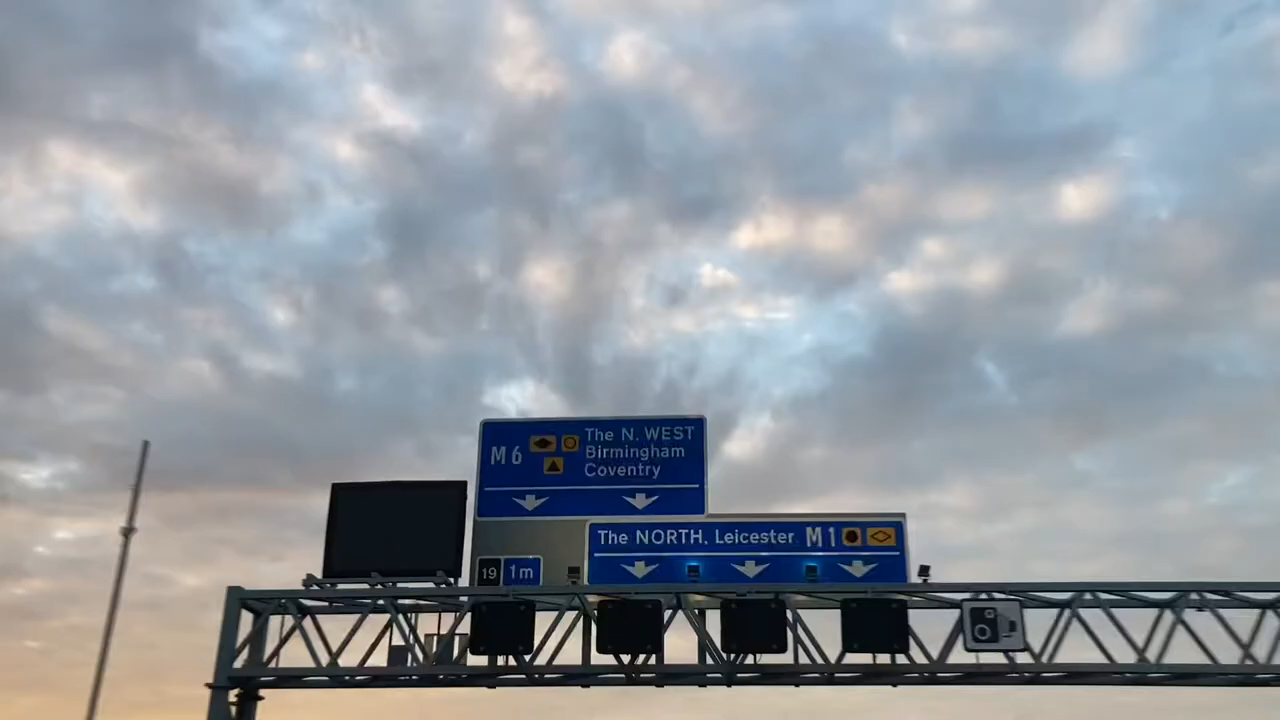 M6
The N. WEST
Birmingham
Coventry
The NORTH, Leicester M1
19 1m